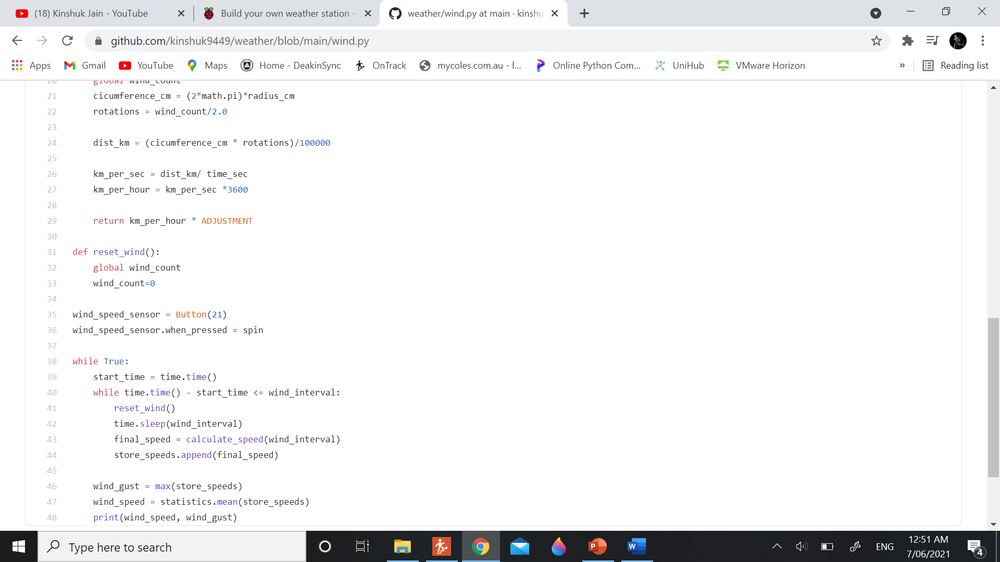 (18) Kinshuk Jain - YouTube
Build your own weather station -
weather/wind.py at main · kinshu
github.com/kinshuk9449/weather/blob/main/wind.py
Apps
Gmail
YouTube
Maps
Home - DeakinSync
OnTrack
mycoles.com.au - l...
Online Python Com...
UniHub
VMware Horizon
»
Reading list
20 global wind_count
21 cicumference_cm = (2*math.pi)*radius_cm
22 rotations = wind_count/2.0
23
24 dist_km = (cicumference_cm * rotations)/100000
25
26 km_per_sec = dist_km/ time_sec
27 km_per_hour = km_per_sec *3600
28
29 return km_per_hour * ADJUSTMENT
30
31 def reset_wind():
32 global wind_count
33 wind_count=0
34
35 wind_speed_sensor = Button(21)
36 wind_speed_sensor.when_pressed = spin
37
38 while True:
39 start_time = time.time()
40 while time.time() - start_time <= wind_interval:
41 reset_wind()
42 time.sleep(wind_interval)
43 final_speed = calculate_speed(wind_interval)
44 store_speeds.append(final_speed)
45
46 wind_gust = max(store_speeds)
47 wind_speed = statistics.mean(store_speeds)
48 print(wind_speed, wind_gust)
Type here to search
P
W
ENG
12:51 AM
7/06/2021
4